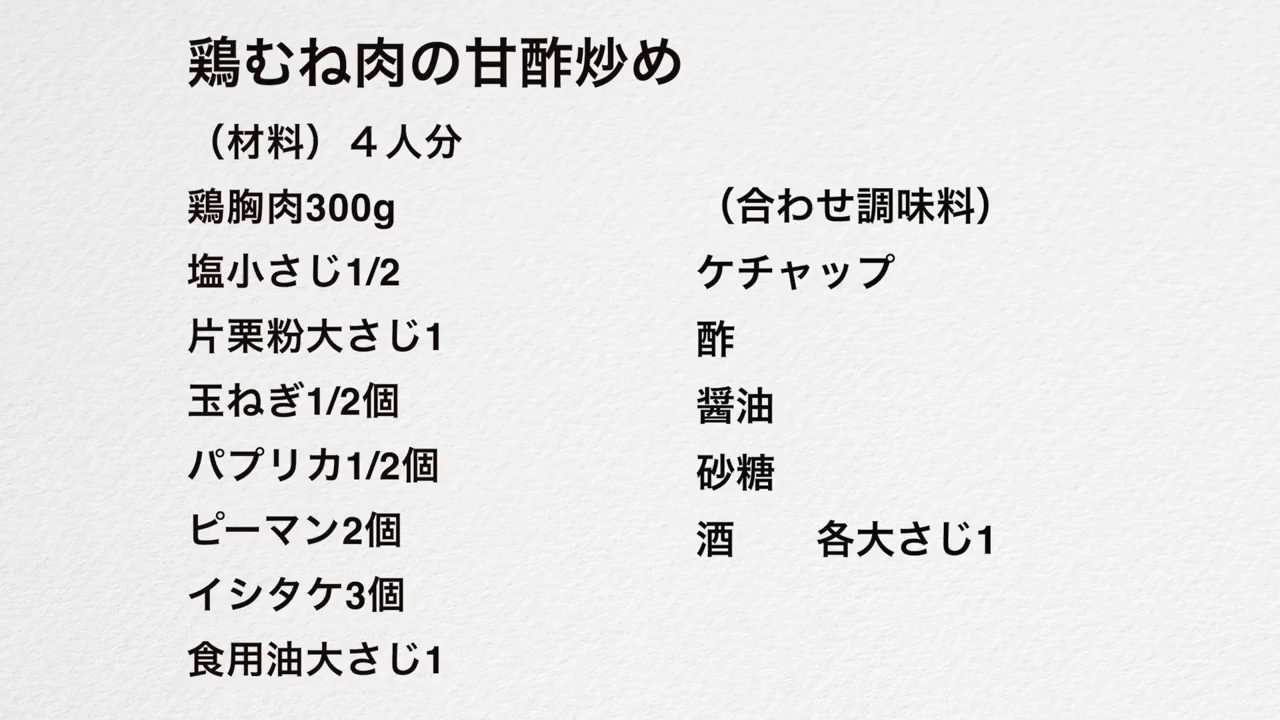 鶏むね肉の甘酢炒め
（材料）４人分
鶏胸肉300g
塩小さじ1/2
片栗粉大さじ1
玉ねぎ1/2個
パプリカ1/2個
ピーマン2個
イシタケ3個
食用油大さじ1
（合わせ調味料）
ケチャップ
酢
醤油
砂糖
酒　　各大さじ1